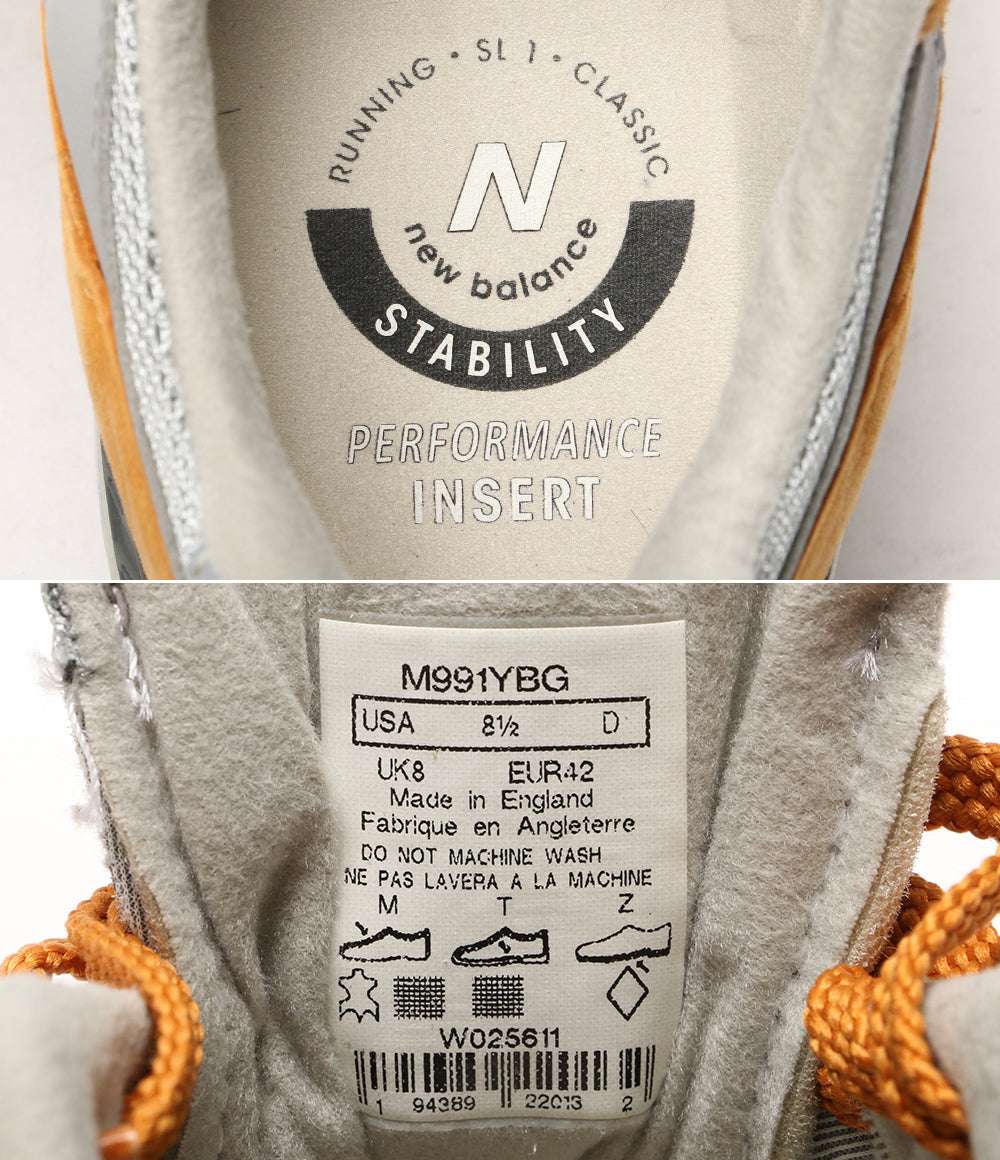 RUNNING • SL 1 • CLASSIC
N
new balance
STABILITY
PERFORMANCE
INSERT
M991YBG
USA 8½ D
UK8 EUR42
Made in England
Fabrique en Angleterre
DO NOT MACHINE WASH
NE PAS LAVERA A LA MACHINE
M T Z
W025611
1 94389 22013 2